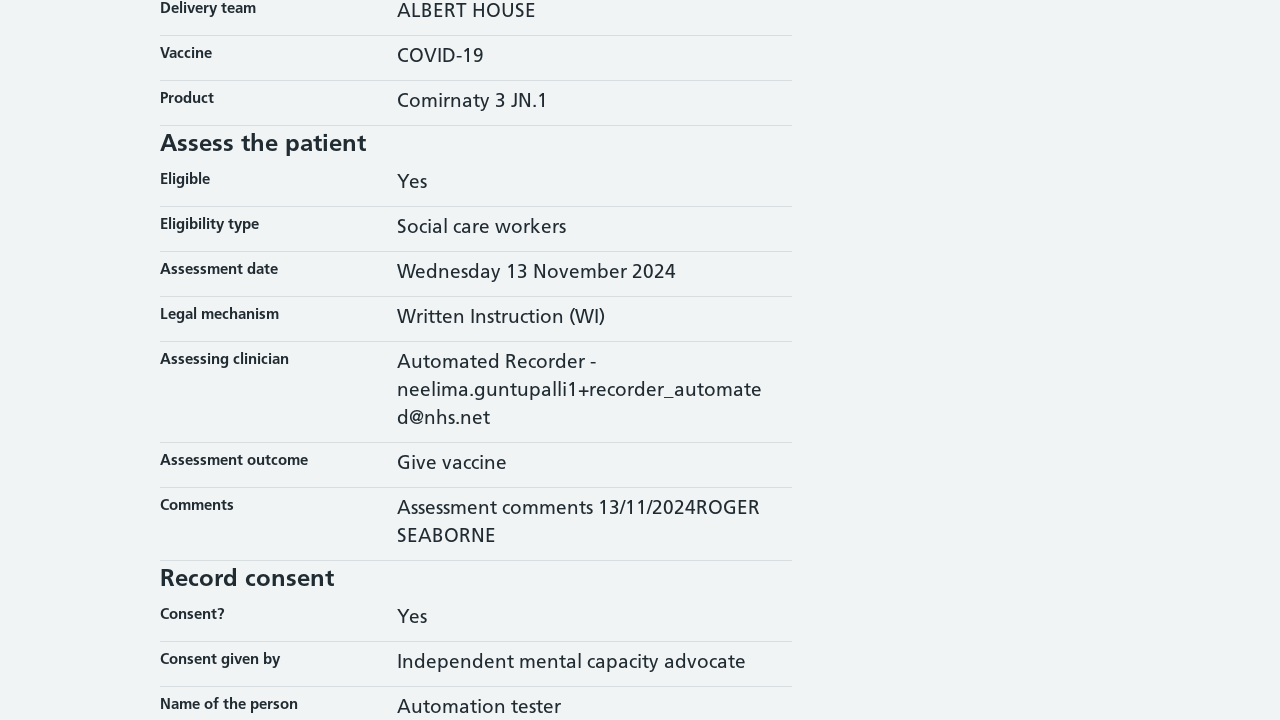 Delivery team ALBERT HOUSE
Vaccine COVID-19
Product Comirnaty 3 JN.1
Assess the patient
Eligible Yes
Eligibility type Social care workers
Assessment date Wednesday 13 November 2024
Legal mechanism Written Instruction (WI)
Assessing clinician Automated Recorder -
neelima.guntupalli1+recorder_automate
d@nhs.net
Assessment outcome Give vaccine
Comments Assessment comments 13/11/2024ROGER
SEABORNE
Record consent
Consent? Yes
Consent given by Independent mental capacity advocate
Name of the person Automation tester